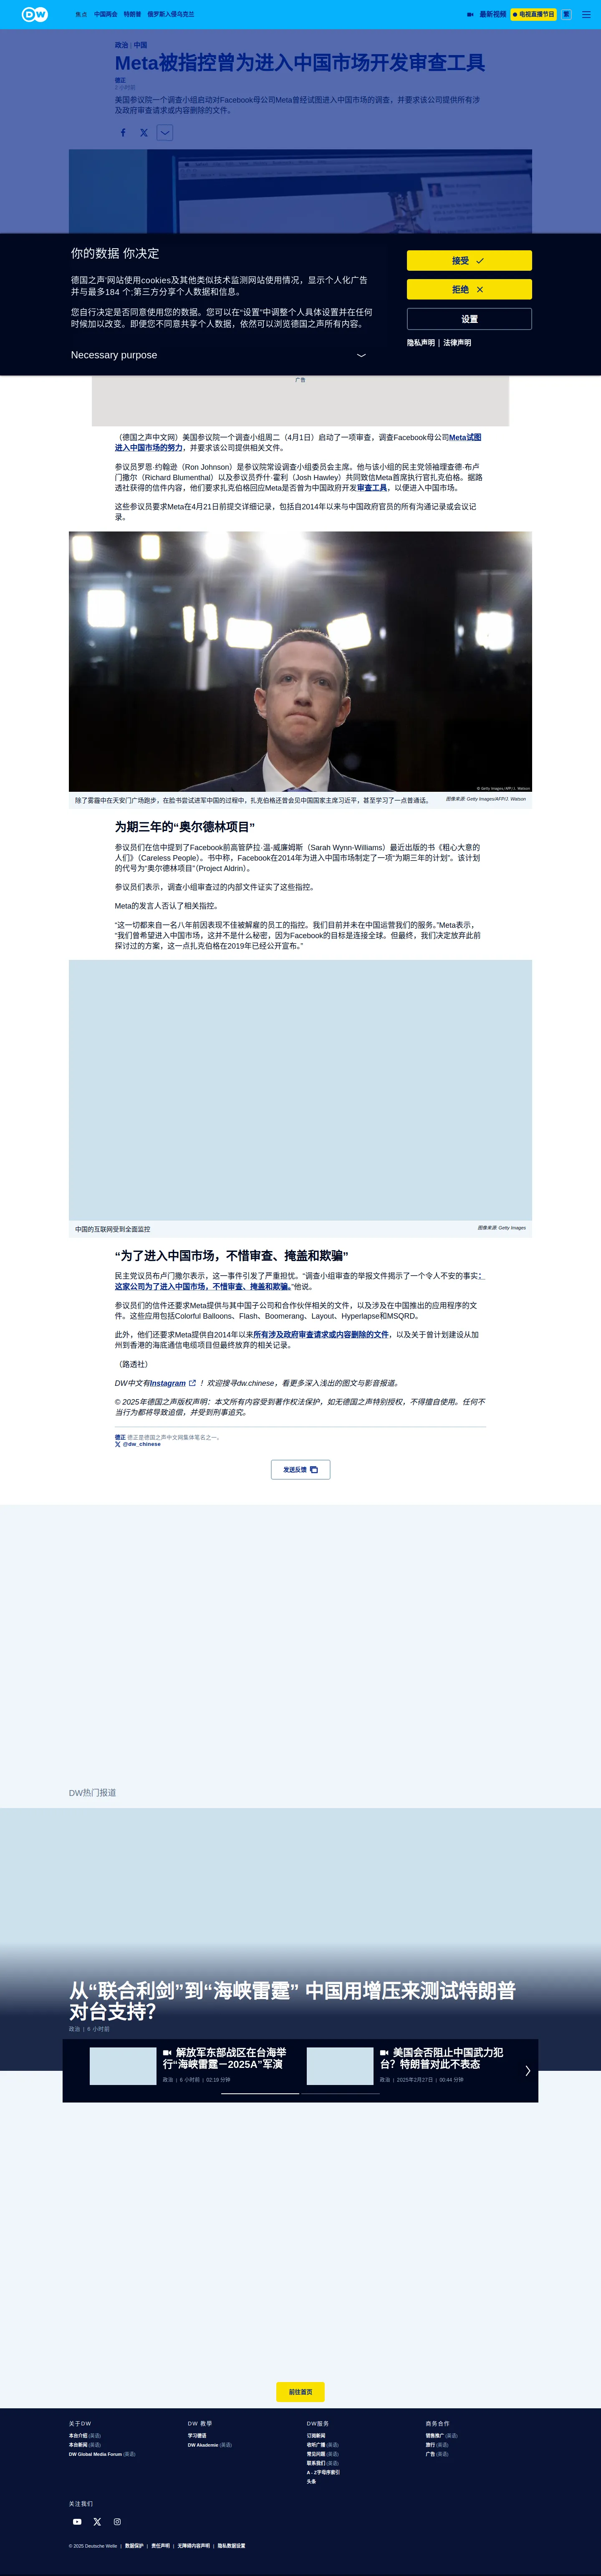 DW
焦点 中国商业 特朗普 俄罗斯入侵乌克兰
最新视频 电视直播节目 繁
政治 | 中国
Meta被指控曾为进入中国市场开发审查工具
德正
2 小时前
美国参议院一个调查小组启动对Facebook母公司Meta曾经试图进入中国市场的调查，并要求该公司提供所有涉
及政府审查请求或内容删除的文件。
你的数据 你决定
德国之声'网站使用cookies及其他类似技术监测网站使用情况，显示个人化广告
并与最多184 个;第三方分享个人数据和信息。
您自行决定是否同意使用您的数据。您可以在“设置”中调整个人具体设置并在任何
时候加以改变。即便您不同意共享个人数据，依然可以浏览德国之声所有内容。
Necessary purpose
接受
拒绝
设置
隐私声明 | 法律声明
广告
（德国之声中文网）美国参议院一个调查小组周二（4月1日）启动了一项审查，调查Facebook母公司Meta试图
进入中国市场的努力，并要求该公司提供相关文件。
参议员罗恩·约翰逊（Ron Johnson）是参议院常设调查小组委员会主席。他与该小组的民主党领袖理查德·布卢
门撒尔（Richard Blumenthal）以及参议员乔什·霍利（Josh Hawley）共同致信Meta首席执行官扎克伯格。据路
透社获得的信件内容，他们要求扎克伯格回应Meta是否曾为中国政府开发审查工具，以便进入中国市场。
这些参议员要求Meta在4月21日前提交详细记录，包括自2014年以来与中国政府官员的所有沟通记录或会议记
录。
© Getty Images /AFP/J. Watson
除了雾霾中在天安门广场跑步，在脸书尝试进军中国的过程中，扎克伯格还曾会见中国国家主席习近平，甚至学习了一点普通话。
图像来源: Getty Images/AFP/J. Watson
为期三年的“奥尔德林项目”
参议员们在信中提到了Facebook前高管萨拉·温-威廉姆斯（Sarah Wynn-Williams）最近出版的书《粗心大意的
人们》（Careless People）。书中称，Facebook在2014年为进入中国市场制定了一项“为期三年的计划”。该计划
的代号为“奥尔德林项目”（Project Aldrin）。
参议员们表示，调查小组审查过的内部文件证实了这些指控。
Meta的发言人否认了相关指控。
“这一切都来自一名八年前因表现不佳被解雇的员工的指控。我们目前并未在中国运营我们的服务。”Meta表示，
“我们曾希望进入中国市场，这并不是什么秘密，因为Facebook的目标是连接全球。但最终，我们决定放弃此前
探讨过的方案，这一点扎克伯格在2019年已经公开宣布。”
中国的互联网受到全面监控
图像来源: Getty Images
“为了进入中国市场，不惜审查、掩盖和欺骗”
民主党议员布卢门撒尔表示，这一事件引发了严重担忧。“调查小组审查的举报文件揭示了一个令人不安的事实：
这家公司为了进入中国市场，不惜审查、掩盖和欺骗。”他说。
参议员们的信件还要求Meta提供与其中国子公司和合作伙伴相关的文件，以及涉及在中国推出的应用程序的文
件。这些应用包括Colorful Balloons、Flash、Boomerang、Layout、Hyperlapse和MSQRD。
此外，他们还要求Meta提供自2014年以来所有涉及政府审查请求或内容删除的文件，以及关于曾计划建设从加
州到香港的海底通信电缆项目但最终放弃的相关记录。
（路透社）
DW中文有Instagram ！欢迎搜寻dw.chinese，看更多深入浅出的图文与影音报道。
© 2025年德国之声版权声明：本文所有内容受到著作权法保护，如无德国之声特别授权，不得擅自使用。任何不
当行为都将导致追偿，并受到刑事追究。
德正 德正是德国之声中文网集体笔名之一。
@dw_chinese
发送反馈
DW热门报道
从“联合利剑”到“海峡雷霆” 中国用增压来测试特朗普
对台支持？
政治 | 6 小时前
解放军东部战区在台海举
行“海峡雷霆－2025A”军演
政治 | 6 小时前 | 02:19 分钟
美国会否阻止中国武力犯
台？特朗普对此不表态
政治 | 2025年2月27日 | 00:44 分钟
前往首页
关于DW
本台介绍 (英语)
本台新闻 (英语)
DW Global Media Forum (英语)
DW 教学
学习德语
DW Akademie (英语)
DW服务
订阅新闻
收听广播 (英语)
常见问题 (英语)
联系我们 (英语)
A - Z字母序索引
头条
商务合作
销售推广 (英语)
旅行 (英语)
广告 (英语)
关注我们
© 2025 Deutsche Welle | 数据保护 | 责任声明 | 无障碍内容声明 | 隐私数据设置